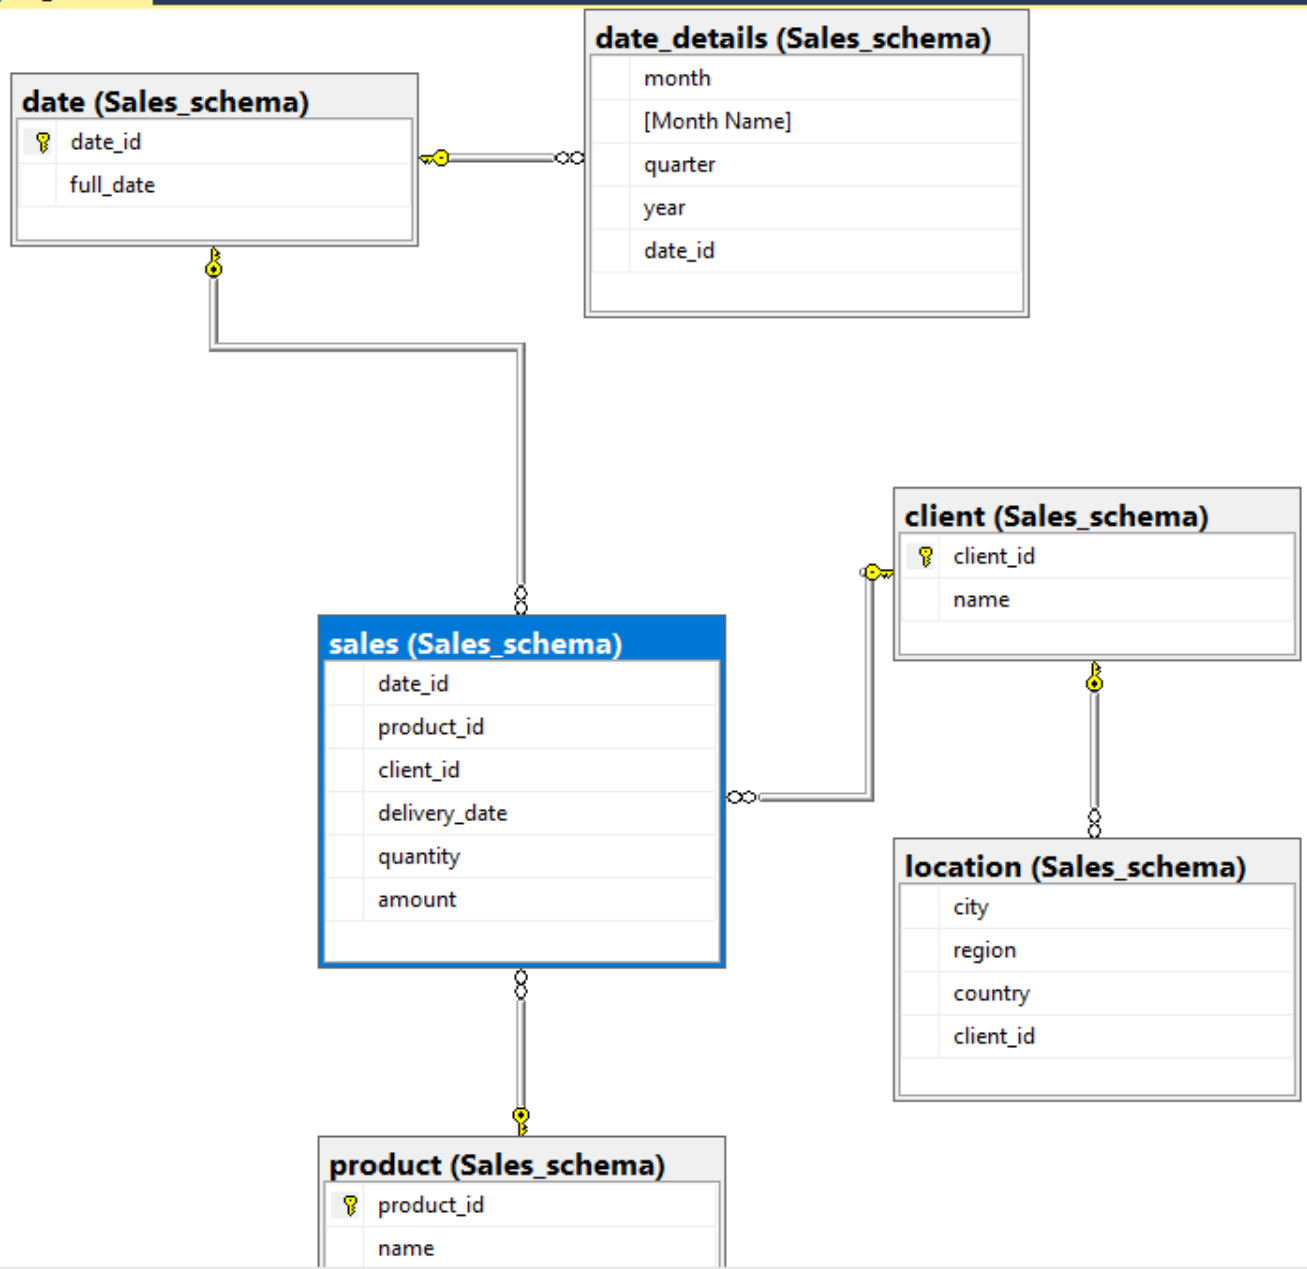 date_details (Sales_schema)
month
[Month Name]
quarter
year
date_id
date (Sales_schema)
date_id
full_date
client (Sales_schema)
client_id
name
sales (Sales_schema)
date_id
product_id
client_id
delivery_date
quantity
amount
location (Sales_schema)
city
region
country
client_id
product (Sales_schema)
product_id
name